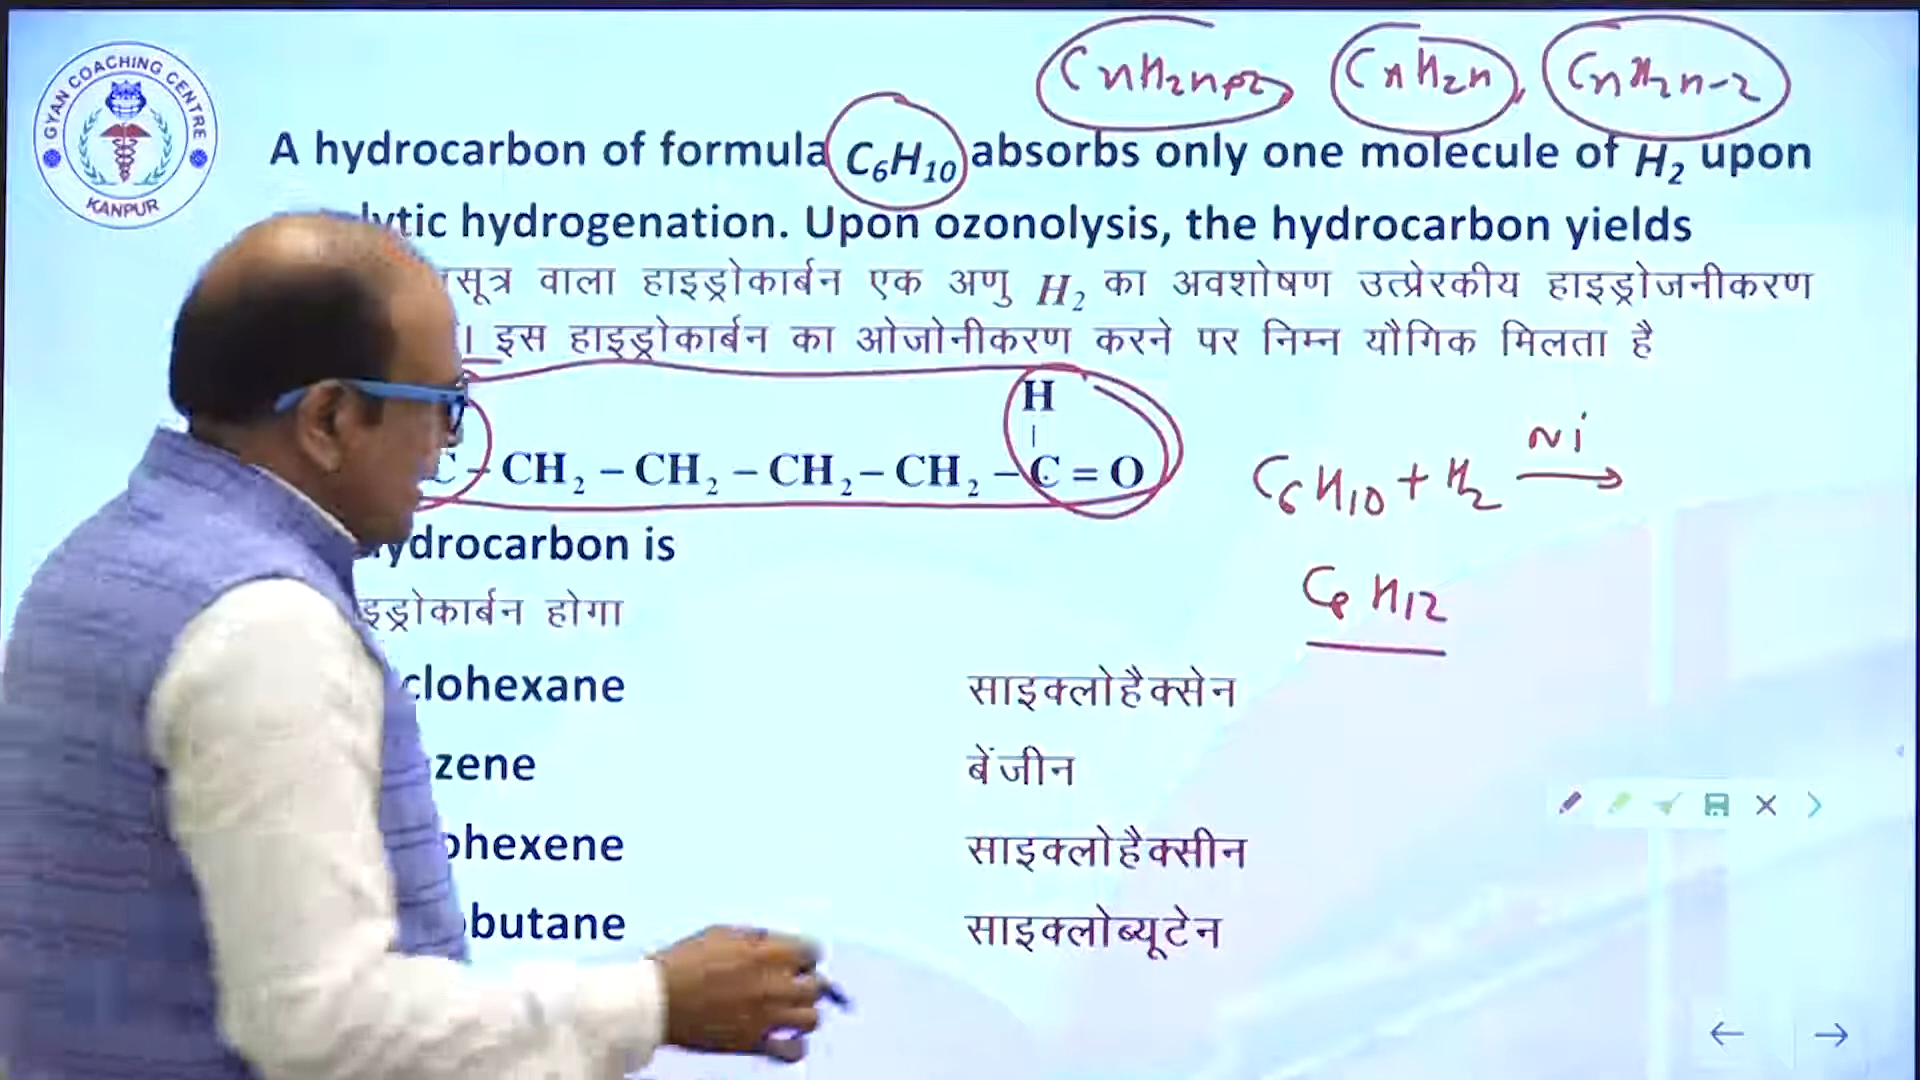 GYAN COACHING CENTRE
KANPUR
CnH2n+2, CnH2n, CnH2n-2
A hydrocarbon of formula C₆H₁₀ absorbs only one molecule of H₂ upon
lytic hydrogenation. Upon ozonolysis, the hydrocarbon yields
सूत्र वाला हाइड्रोकार्बन एक अणु H₂ का अवशोषण उत्प्रेरकीय हाइड्रोजनीकरण
। इस हाइड्रोकार्बन का ओजोनीकरण करने पर निम्न यौगिक मिलता है
H
|
C – CH₂ – CH₂ – CH₂ – CH₂ – C = O
Ni
C6H10 + H2 →
ydrocarbon is
C6H12
इड्रोकार्बन होगा
clohexane साइक्लोहैक्सेन
zene बेंजीन
ohexene साइक्लोहैक्सीन
obutane साइक्लोब्यूटेन